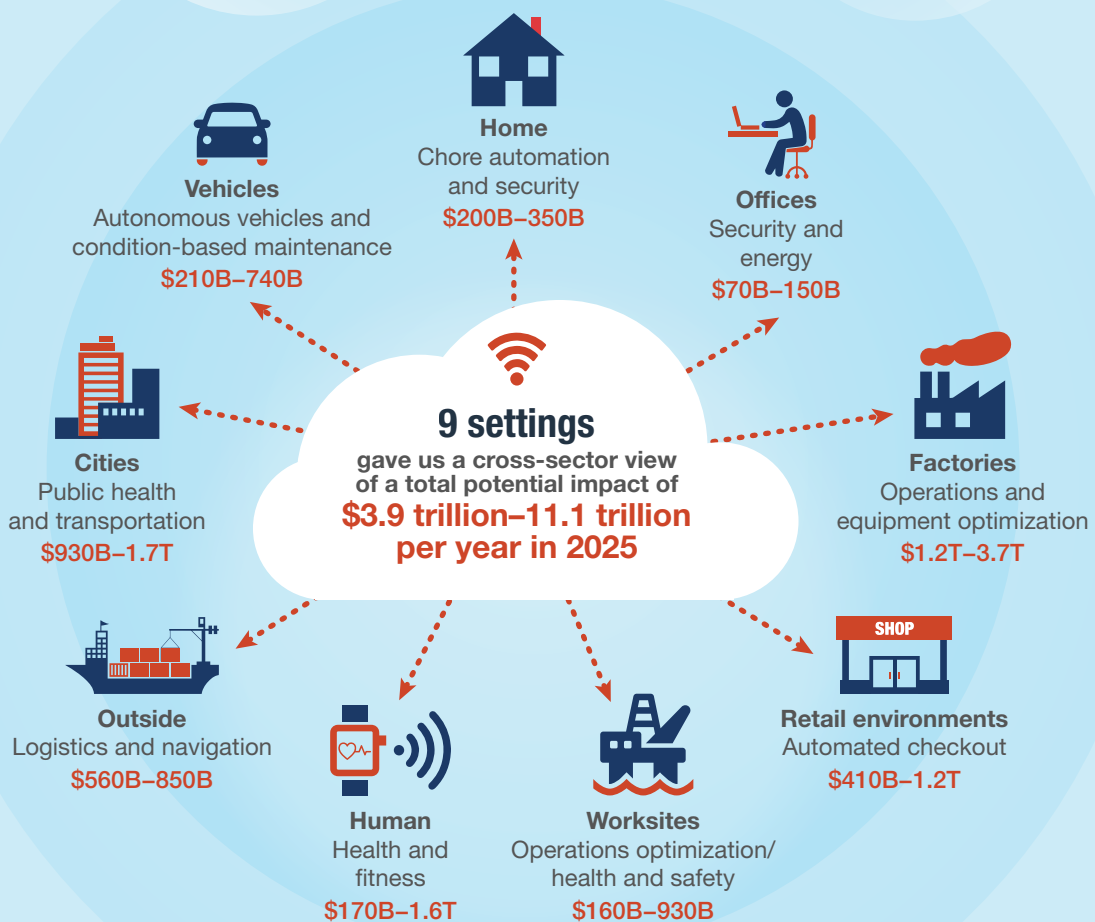 Home
Chore automation
and security
$200B–350B
Vehicles
Autonomous vehicles and
condition-based maintenance
$210B–740B
Offices
Security and
energy
$70B–150B
9 settings
gave us a cross-sector view
of a total potential impact of
$3.9 trillion–11.1 trillion
per year in 2025
Cities
Public health
and transportation
$930B–1.7T
Factories
Operations and
equipment optimization
$1.2T–3.7T
Outside
Logistics and navigation
$560B–850B
SHOP
Retail environments
Automated checkout
$410B–1.2T
Human
Health and
fitness
$170B–1.6T
Worksites
Operations optimization/
health and safety
$160B–930B